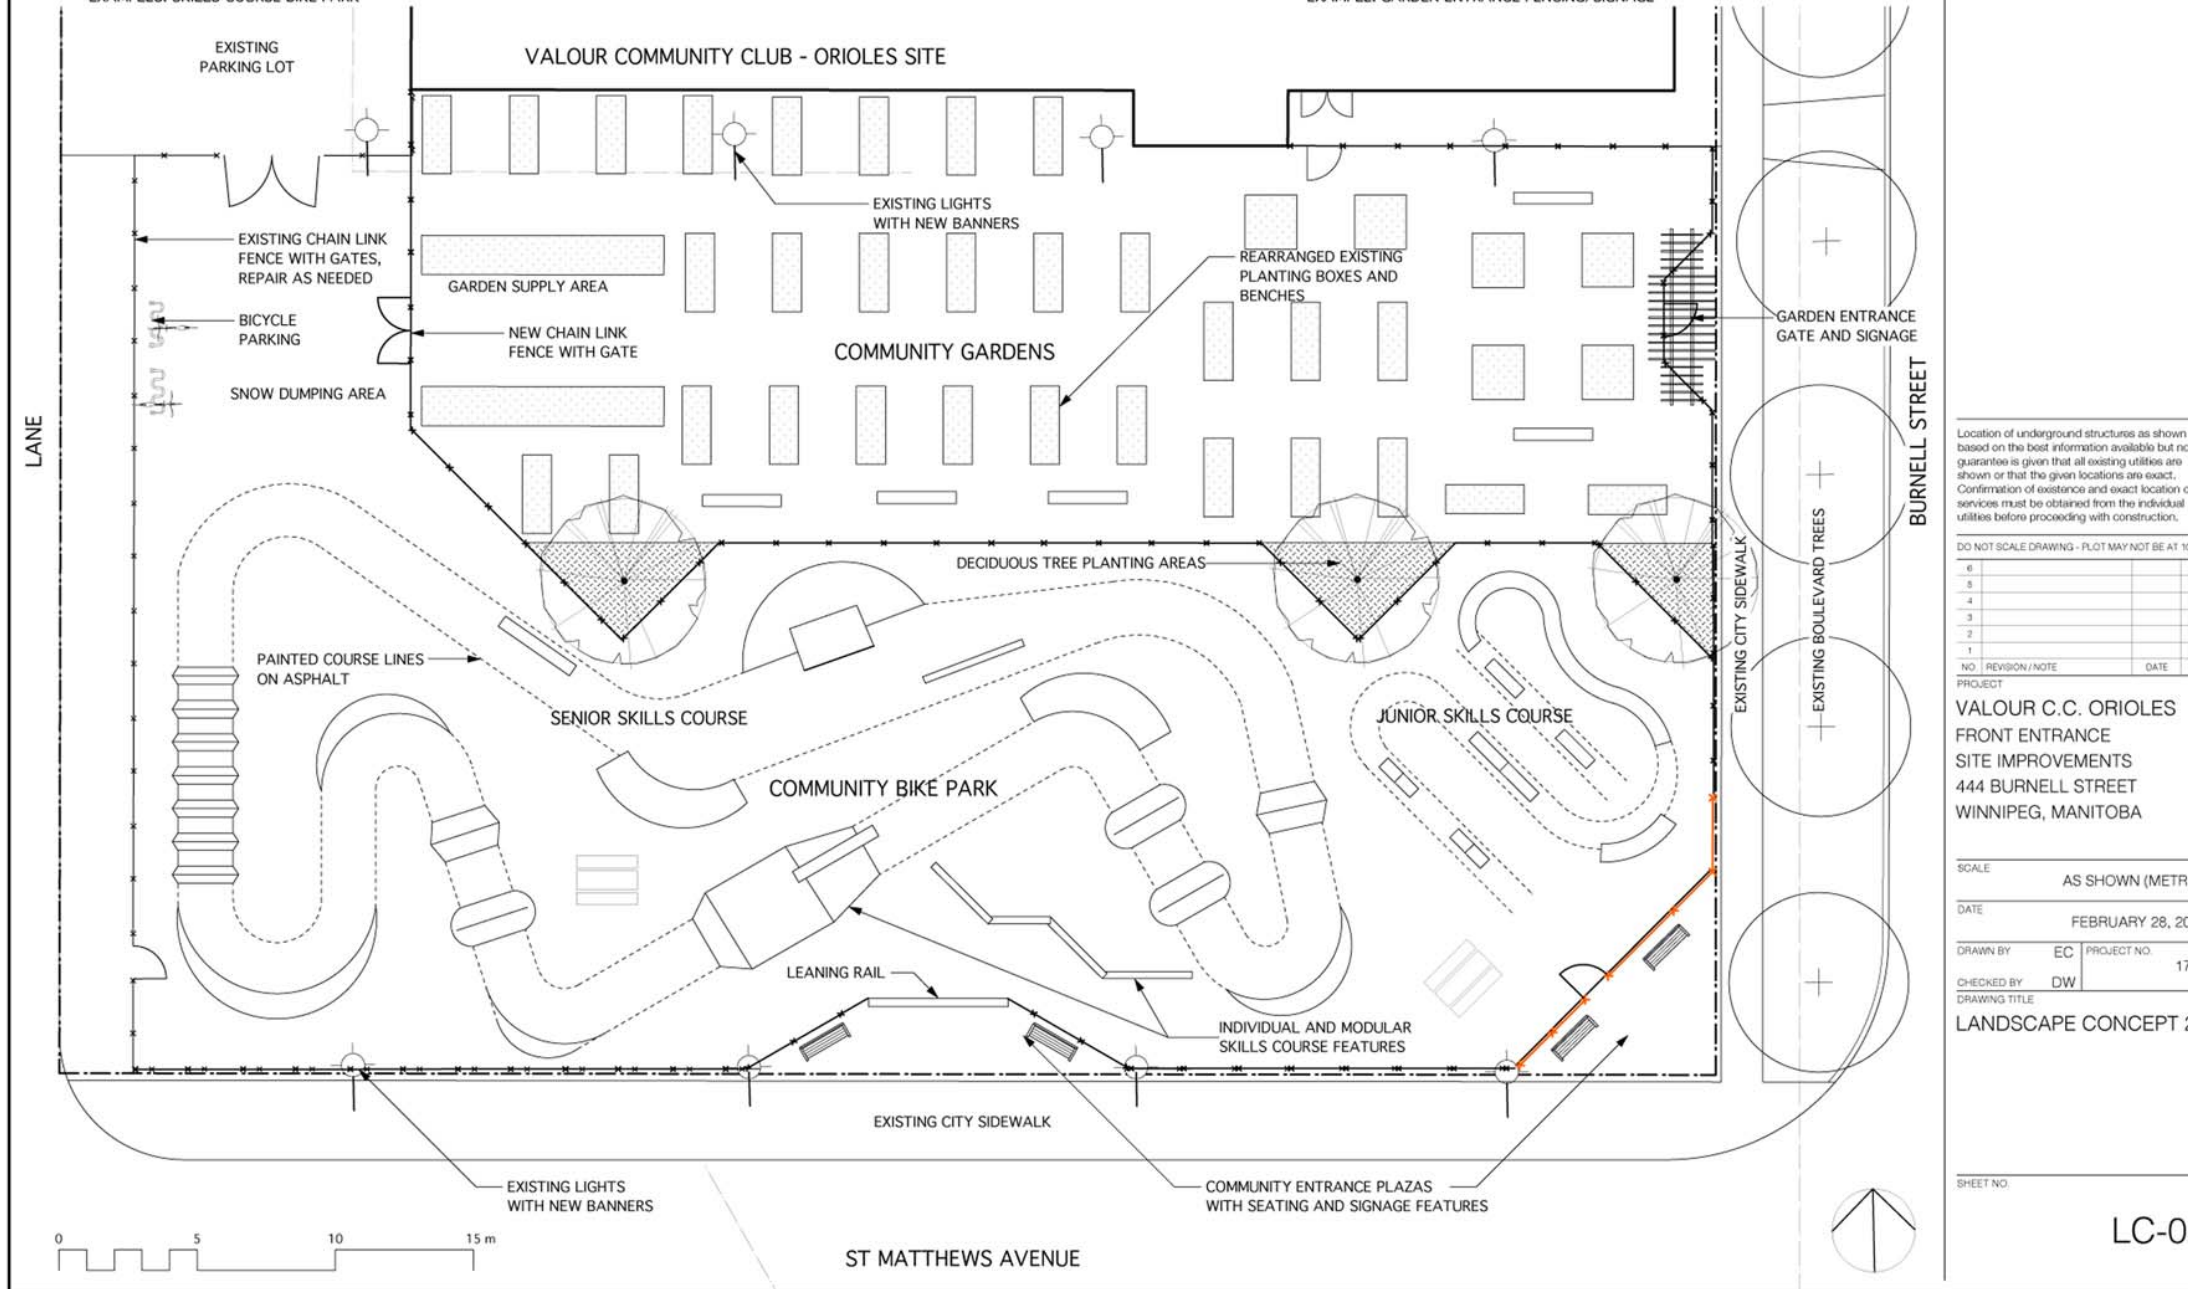 EXISTING
PARKING LOT
VALOUR COMMUNITY CLUB - ORIOLES SITE
EXISTING LIGHTS
WITH NEW BANNERS
EXISTING CHAIN LINK
FENCE WITH GATES,
REPAIR AS NEEDED
GARDEN SUPPLY AREA
REARRANGED EXISTING
PLANTING BOXES AND
BENCHES
BICYCLE
PARKING
NEW CHAIN LINK
FENCE WITH GATE
COMMUNITY GARDENS
GARDEN ENTRANCE
GATE AND SIGNAGE
SNOW DUMPING AREA
LANE
BURNELL STREET
DECIDUOUS TREE PLANTING AREAS
EXISTING CITY SIDEWALK
EXISTING BOULEVARD TREES
PAINTED COURSE LINES
ON ASPHALT
SENIOR SKILLS COURSE
JUNIOR SKILLS COURSE
COMMUNITY BIKE PARK
LEANING RAIL
INDIVIDUAL AND MODULAR
SKILLS COURSE FEATURES
EXISTING CITY SIDEWALK
EXISTING LIGHTS
WITH NEW BANNERS
COMMUNITY ENTRANCE PLAZAS
WITH SEATING AND SIGNAGE FEATURES
0 5 10 15 m
ST MATTHEWS AVENUE
Location of underground structures as shown
based on the best information available but
guarantee is given that all existing utilities are
shown or that the given locations are exact.
Confirmation of existence and exact location
services must be obtained from the individual
utilities before proceeding with construction.
DO NOT SCALE DRAWING - PLOT MAY NOT BE AT
6
5
4
3
2
1
NO. REVISION / NOTE DATE
PROJECT
VALOUR C.C. ORIOLES
FRONT ENTRANCE
SITE IMPROVEMENTS
444 BURNELL STREET
WINNIPEG, MANITOBA
SCALE
AS SHOWN (METR
DATE
FEBRUARY 28, 20
DRAWN BY EC PROJECT NO.
17
CHECKED BY DW
DRAWING TITLE
LANDSCAPE CONCEPT 2
SHEET NO.
LC-0